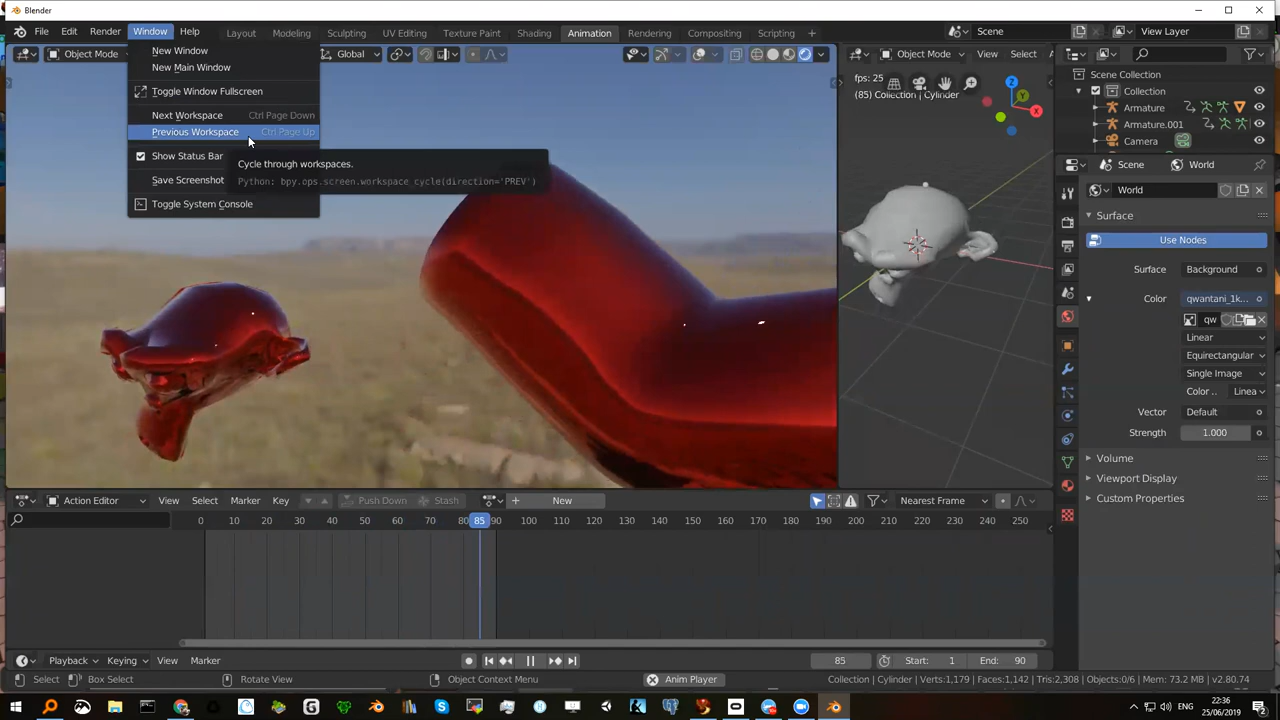 Blender
File Edit Render Window Help Layout Modeling Sculpting UV Editing Texture Paint Shading Animation Rendering Compositing Scripting + Scene View Layer
Object Mode Global Object Mode View Select
New Window
New Main Window
Toggle Window Fullscreen
Next Workspace Ctrl Page Down
Previous Workspace Ctrl Page Up
Show Status Bar
Save Screenshot
Toggle System Console
Cycle through workspaces.
Python: bpy.ops.screen.workspace_cycle(direction='PREV')
fps: 25
(85) Collection | Cylinder
Z
Y
X
Scene Collection
Collection
Armature
Armature.001
Camera
Scene World
World
Surface
Use Nodes
Surface Background
Color qwantani_1k...
qw
Linear
Equirectangular
Single Image
Color .. Linea
Vector Default
Strength 1.000
Volume
Viewport Display
Custom Properties
Action Editor View Select Marker Key Push Down Stash + New Nearest Frame
0 10 20 30 40 50 60 70 80 85 90 100 110 120 130 140 150 160 170 180 190 200 210 220 230 240 250
Playback Keying View Marker 85 Start: 1 End: 90
Select Box Select Rotate View Object Context Menu Anim Player Collection | Cylinder | Verts:1,179 | Faces:1,142 | Tris:2,308 | Objects:0/6 | Mem: 73.2 MB | v2.80.74
ENG
22:36
25/06/2019